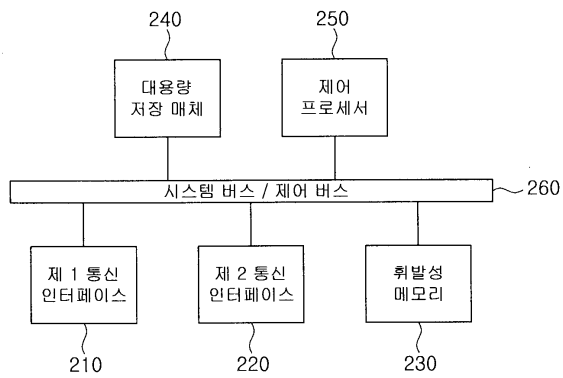 240
250
대용량
저장 매체
제어
프로세서
시스템 버스 / 제어 버스
260
제 1 통신
인터페이스
제 2 통신
인터페이스
휘발성
메모리
210
220
230